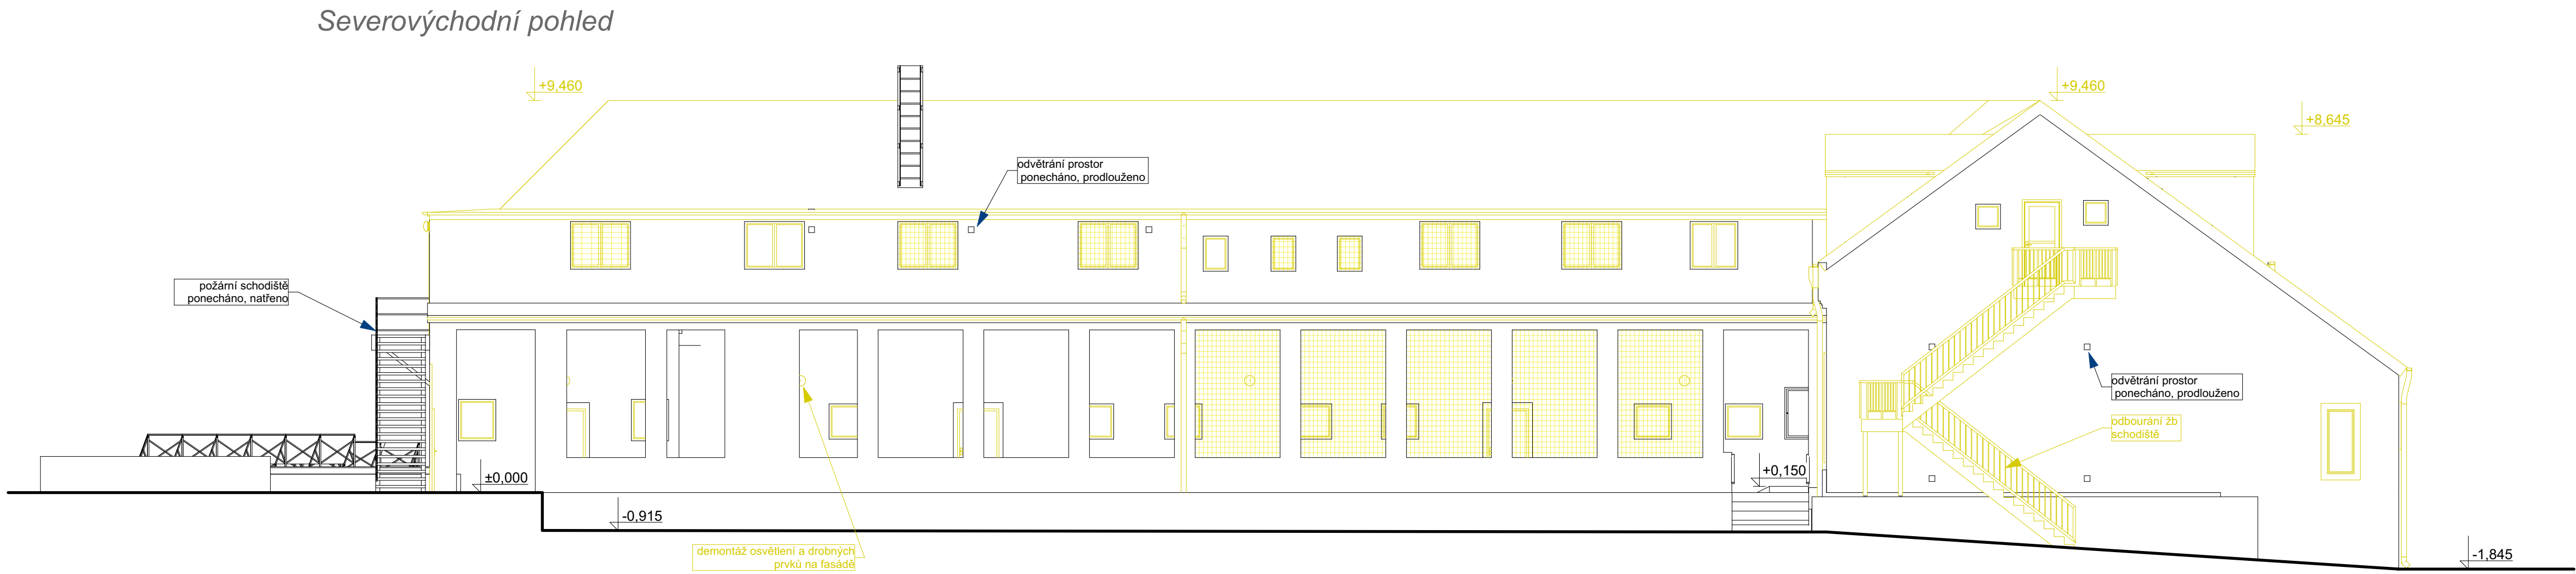 Severovýchodní pohled
+9,460
+9,460
+8,645
odvětrání prostor
ponecháno, prodlouženo
požární schodiště
ponecháno, natřeno
odvětrání prostor
ponecháno, prodlouženo
odbourání žb
schodiště
±0,000
+0,150
-0,915
demontáž osvětlení a drobných
prvků na fasádě
-1,845